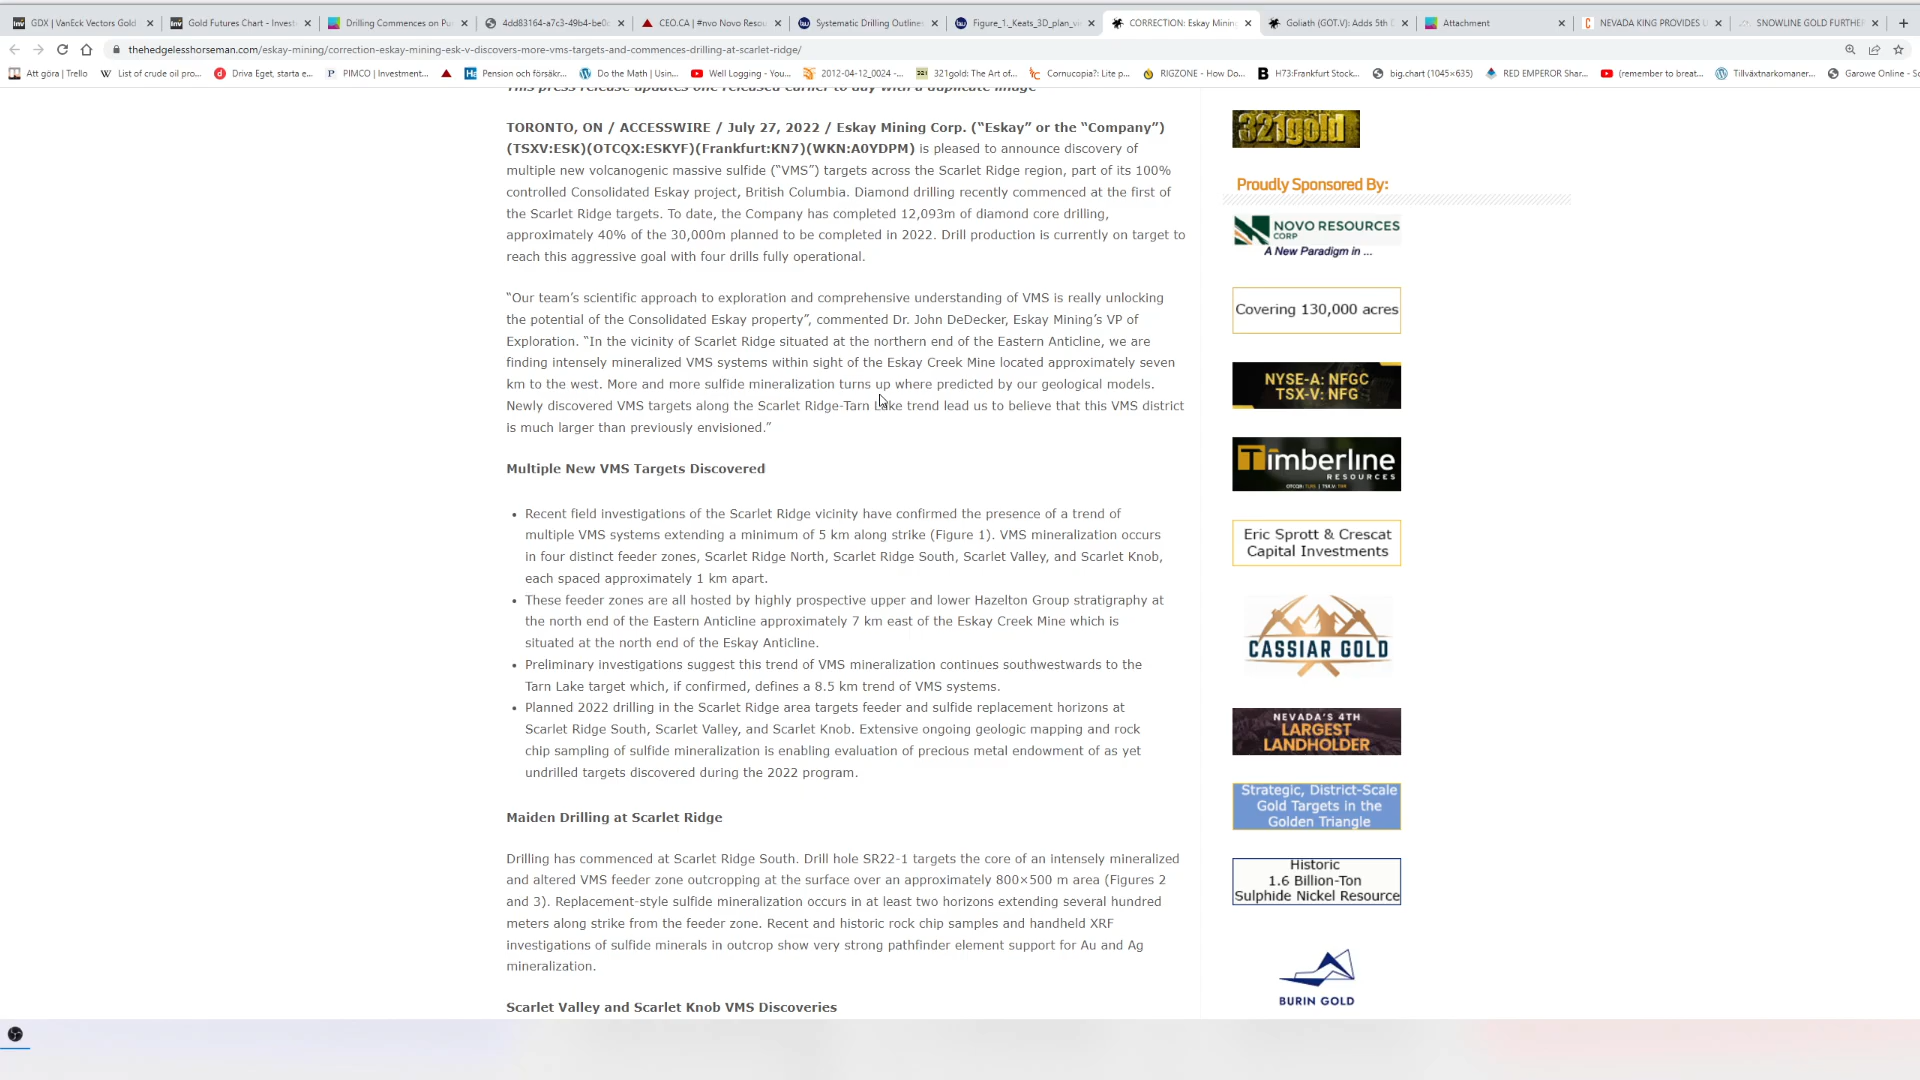 GDX | VanEck Vectors Gold
Gold Futures Chart - Invest
Drilling Commences on Pu
4dd83164-a7c3-49b4-be0c
CEO.CA | #nvo Novo Resou
Systematic Drilling Outlines
Figure_1._Keats_3D_plan_vi
CORRECTION: Eskay Mining
Goliath (GOT.V): Adds 5th D
Attachment
NEVADA KING PROVIDES U
SNOWLINE GOLD FURTHER
thehedgelesshorseman.com/eskay-mining/correction-eskay-mining-esk-v-discovers-more-vms-targets-and-commences-drilling-at-scarlet-ridge/
Att göra | Trello
List of crude oil pro...
Driva Eget, starta e...
PIMCO | Investment...
Pension och försäkr...
Do the Math | Usin...
Well Logging - You...
2012-04-12_0024 -...
321gold: The Art of...
Cornucopia?: Lite p...
RIGZONE - How Do...
H73:Frankfurt Stock...
big.chart (1045×635)
RED EMPEROR Shar...
(remember to breat...
Tillväxtnarkomaner...
Garowe Online - So
This press release updates one released earlier to day with a duplicate image
TORONTO, ON / ACCESSWIRE / July 27, 2022 / Eskay Mining Corp. (“Eskay” or the “Company”)
(TSXV:ESK)(OTCQX:ESKYF)(Frankfurt:KN7)(WKN:A0YDPM) is pleased to announce discovery of
multiple new volcanogenic massive sulfide (“VMS”) targets across the Scarlet Ridge region, part of its 100%
controlled Consolidated Eskay project, British Columbia. Diamond drilling recently commenced at the first of
the Scarlet Ridge targets. To date, the Company has completed 12,093m of diamond core drilling,
approximately 40% of the 30,000m planned to be completed in 2022. Drill production is currently on target to
reach this aggressive goal with four drills fully operational.
“Our team’s scientific approach to exploration and comprehensive understanding of VMS is really unlocking
the potential of the Consolidated Eskay property”, commented Dr. John DeDecker, Eskay Mining’s VP of
Exploration. “In the vicinity of Scarlet Ridge situated at the northern end of the Eastern Anticline, we are
finding intensely mineralized VMS systems within sight of the Eskay Creek Mine located approximately seven
km to the west. More and more sulfide mineralization turns up where predicted by our geological models.
Newly discovered VMS targets along the Scarlet Ridge-Tarn Lake trend lead us to believe that this VMS district
is much larger than previously envisioned.”
Multiple New VMS Targets Discovered
• Recent field investigations of the Scarlet Ridge vicinity have confirmed the presence of a trend of
multiple VMS systems extending a minimum of 5 km along strike (Figure 1). VMS mineralization occurs
in four distinct feeder zones, Scarlet Ridge North, Scarlet Ridge South, Scarlet Valley, and Scarlet Knob,
each spaced approximately 1 km apart.
• These feeder zones are all hosted by highly prospective upper and lower Hazelton Group stratigraphy at
the north end of the Eastern Anticline approximately 7 km east of the Eskay Creek Mine which is
situated at the north end of the Eskay Anticline.
• Preliminary investigations suggest this trend of VMS mineralization continues southwestwards to the
Tarn Lake target which, if confirmed, defines a 8.5 km trend of VMS systems.
• Planned 2022 drilling in the Scarlet Ridge area targets feeder and sulfide replacement horizons at
Scarlet Ridge South, Scarlet Valley, and Scarlet Knob. Extensive ongoing geologic mapping and rock
chip sampling of sulfide mineralization is enabling evaluation of precious metal endowment of as yet
undrilled targets discovered during the 2022 program.
Maiden Drilling at Scarlet Ridge
Drilling has commenced at Scarlet Ridge South. Drill hole SR22-1 targets the core of an intensely mineralized
and altered VMS feeder zone outcropping at the surface over an approximately 800×500 m area (Figures 2
and 3). Replacement-style sulfide mineralization occurs in at least two horizons extending several hundred
meters along strike from the feeder zone. Recent and historic rock chip samples and handheld XRF
investigations of sulfide minerals in outcrop show very strong pathfinder element support for Au and Ag
mineralization.
Scarlet Valley and Scarlet Knob VMS Discoveries
321gold
Proudly Sponsored By:
NOVO RESOURCES
CORP
A New Paradigm in ...
Covering 130,000 acres
NYSE-A: NFGC
TSX-V: NFG
Timberline
RESOURCES
Eric Sprott & Crescat
Capital Investments
CASSIAR GOLD
NEVADA'S 4TH
LARGEST
LANDHOLDER
Strategic, District-Scale
Gold Targets in the
Golden Triangle
Historic
1.6 Billion-Ton
Sulphide Nickel Resource
BURIN GOLD